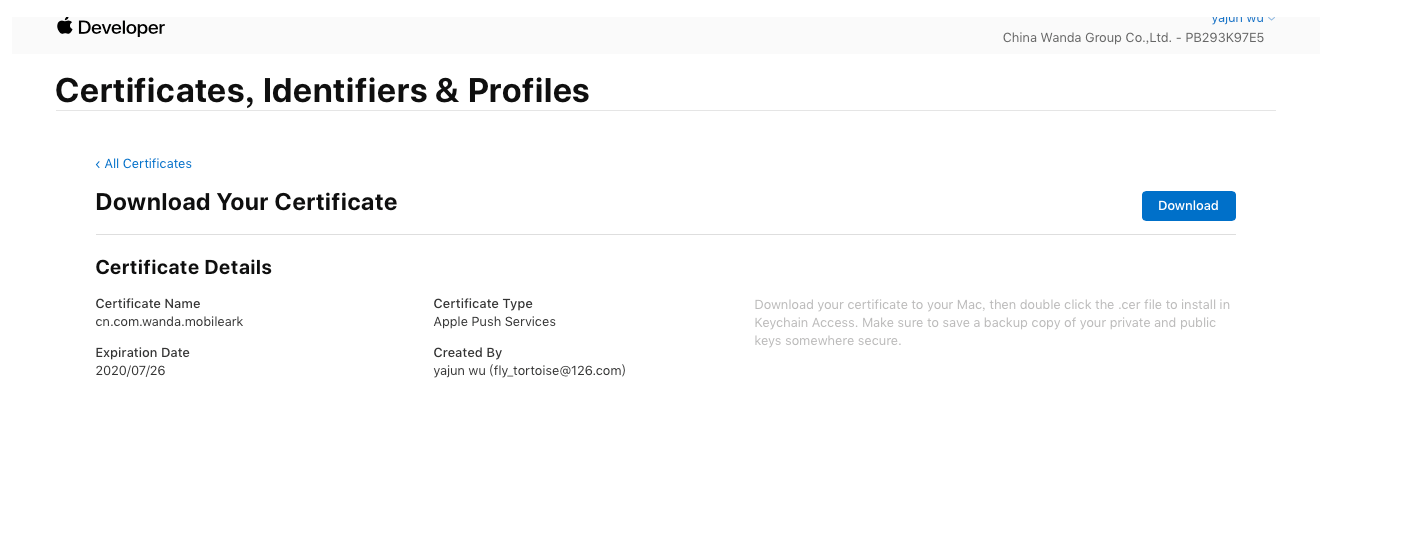 Developer
yajun wu
China Wanda Group Co.,Ltd. - PB293K97E5
Certificates, Identifiers & Profiles
‹ All Certificates
Download Your Certificate
Download
Certificate Details
Certificate Name
cn.com.wanda.mobileark
Expiration Date
2020/07/26
Certificate Type
Apple Push Services
Created By
yajun wu (fly_tortoise@126.com)
Download your certificate to your Mac, then double click the .cer file to install in
Keychain Access. Make sure to save a backup copy of your private and public
keys somewhere secure.